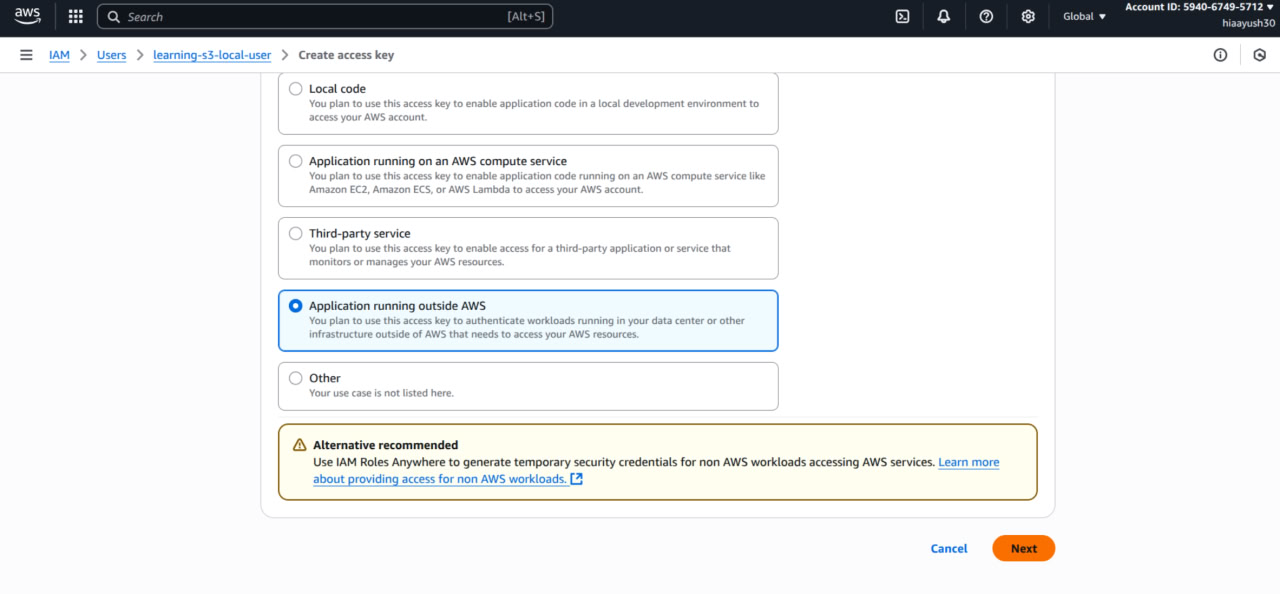 aws
Search
[Alt+S]
Global
Account ID: 5940-6749-5712
hiaayush30
IAM > Users > learning-s3-local-user > Create access key
Local code
You plan to use this access key to enable application code in a local development environment to
access your AWS account.
Application running on an AWS compute service
You plan to use this access key to enable application code running on an AWS compute service like
Amazon EC2, Amazon ECS, or AWS Lambda to access your AWS account.
Third-party service
You plan to use this access key to enable access for a third-party application or service that
monitors or manages your AWS resources.
Application running outside AWS
You plan to use this access key to authenticate workloads running in your data center or other
infrastructure outside of AWS that needs to access your AWS resources.
Other
Your use case is not listed here.
Alternative recommended
Use IAM Roles Anywhere to generate temporary security credentials for non AWS workloads accessing AWS services. Learn more
about providing access for non AWS workloads.
Cancel
Next